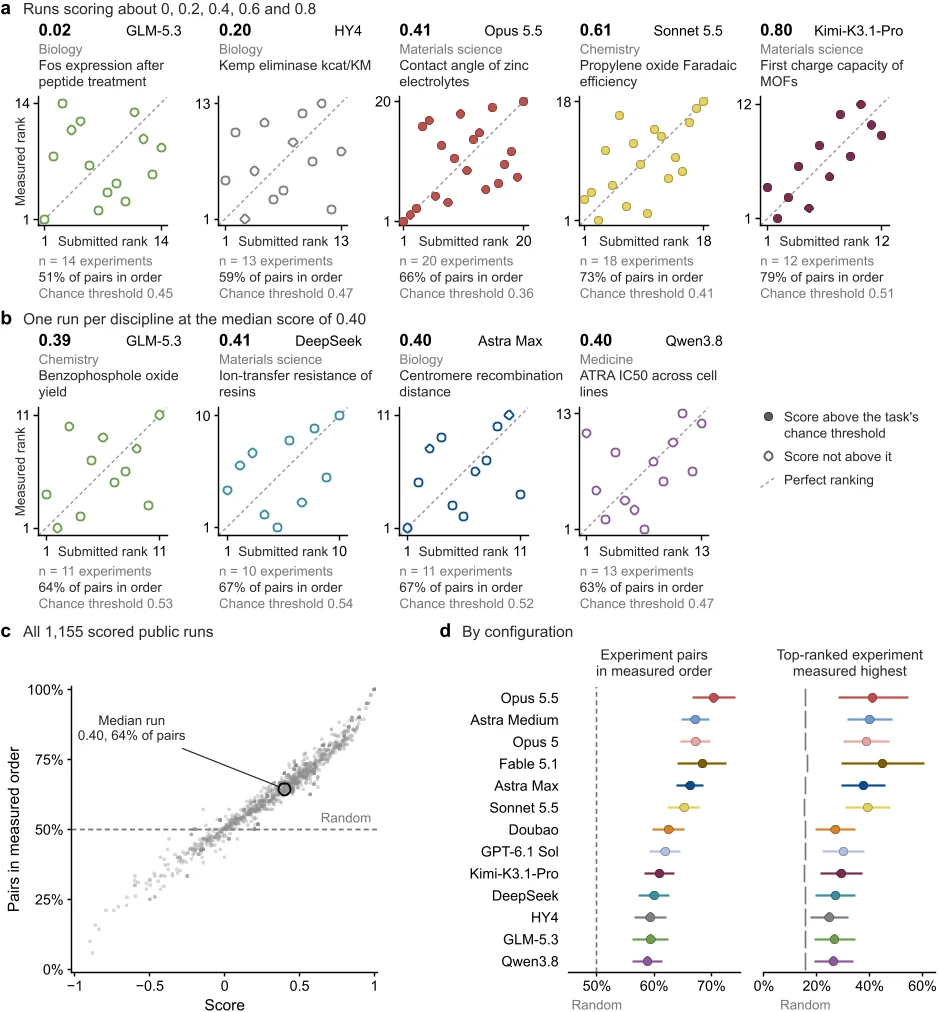 a Runs scoring about 0, 0.2, 0.4, 0.6 and 0.8
0.02 GLM-5.3
Biology
Fos expression after
peptide treatment
14
Measured rank
1
1 Submitted rank 14
n = 14 experiments
51% of pairs in order
Chance threshold 0.45
0.20 HY4
Biology
Kemp eliminase kcat/KM
13
1
1 Submitted rank 13
n = 13 experiments
59% of pairs in order
Chance threshold 0.47
0.41 Opus 5.5
Materials science
Contact angle of zinc
electrolytes
20
1
1 Submitted rank 20
n = 20 experiments
66% of pairs in order
Chance threshold 0.36
0.61 Sonnet 5.5
Chemistry
Propylene oxide Faradaic
efficiency
18
1
1 Submitted rank 18
n = 18 experiments
73% of pairs in order
Chance threshold 0.41
0.80 Kimi-K3.1-Pro
Materials science
First charge capacity of
MOFs
12
1
1 Submitted rank 12
n = 12 experiments
79% of pairs in order
Chance threshold 0.51
b One run per discipline at the median score of 0.40
0.39 GLM-5.3
Chemistry
Benzophosphole oxide
yield
11
Measured rank
1
1 Submitted rank 11
n = 11 experiments
64% of pairs in order
Chance threshold 0.53
0.41 DeepSeek
Materials science
Ion-transfer resistance of
resins
10
1
1 Submitted rank 10
n = 10 experiments
67% of pairs in order
Chance threshold 0.54
0.40 Astra Max
Biology
Centromere recombination
distance
11
1
1 Submitted rank 11
n = 11 experiments
67% of pairs in order
Chance threshold 0.52
0.40 Qwen3.8
Medicine
ATRA IC50 across cell
lines
13
1
1 Submitted rank 13
n = 13 experiments
63% of pairs in order
Chance threshold 0.47
Score above the task's
chance threshold
Score not above it
Perfect ranking
c All 1,155 scored public runs
Pairs in measured order
100%
75%
50%
25%
0%
Median run
0.40, 64% of pairs
Random
−1 −0.5 0 0.5 1
Score
d By configuration
Experiment pairs
in measured order
Top-ranked experiment
measured highest
Opus 5.5
Astra Medium
Opus 5
Fable 5.1
Astra Max
Sonnet 5.5
Doubao
GPT-6.1 Sol
Kimi-K3.1-Pro
DeepSeek
HY4
GLM-5.3
Qwen3.8
50% 60% 70%
Random
0% 20% 40% 60%
Random